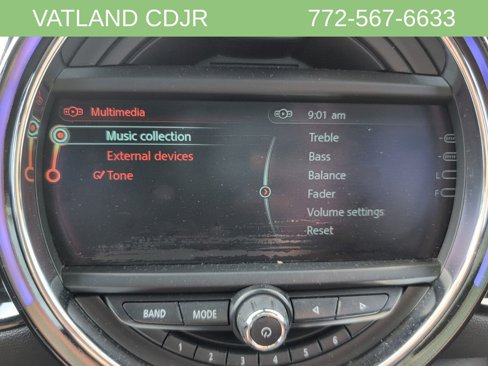 VATLAND CDJR 772-567-6633
Multimedia
9:01 am
Music collection
External devices
Tone
Treble
Bass
Balance L
Fader F
Volume settings
Reset
BAND MODE
1 2 3 4 5 6